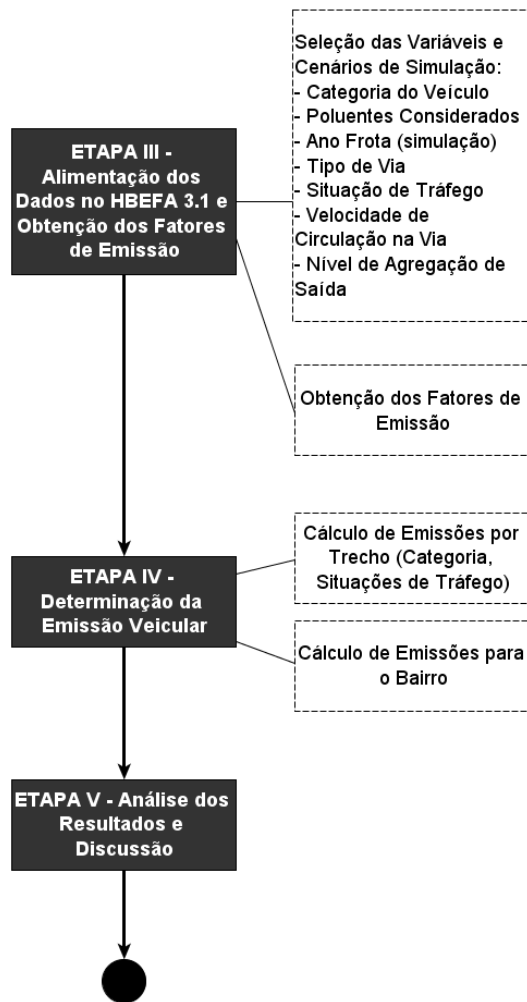 ETAPA III -
Alimentação dos
Dados no HBEFA 3.1 e
Obtenção dos Fatores
de Emissão
Seleção das Variáveis e
Cenários de Simulação:
- Categoria do Veículo
- Poluentes Considerados
- Ano Frota (simulação)
- Tipo de Via
- Situação de Tráfego
- Velocidade de
Circulação na Via
- Nível de Agregação de
Saída
Obtenção dos Fatores de
Emissão
ETAPA IV -
Determinação da
Emissão Veicular
Cálculo de Emissões por
Trecho (Categoria,
Situações de Tráfego)
Cálculo de Emissões para
o Bairro
ETAPA V - Análise dos
Resultados e
Discussão